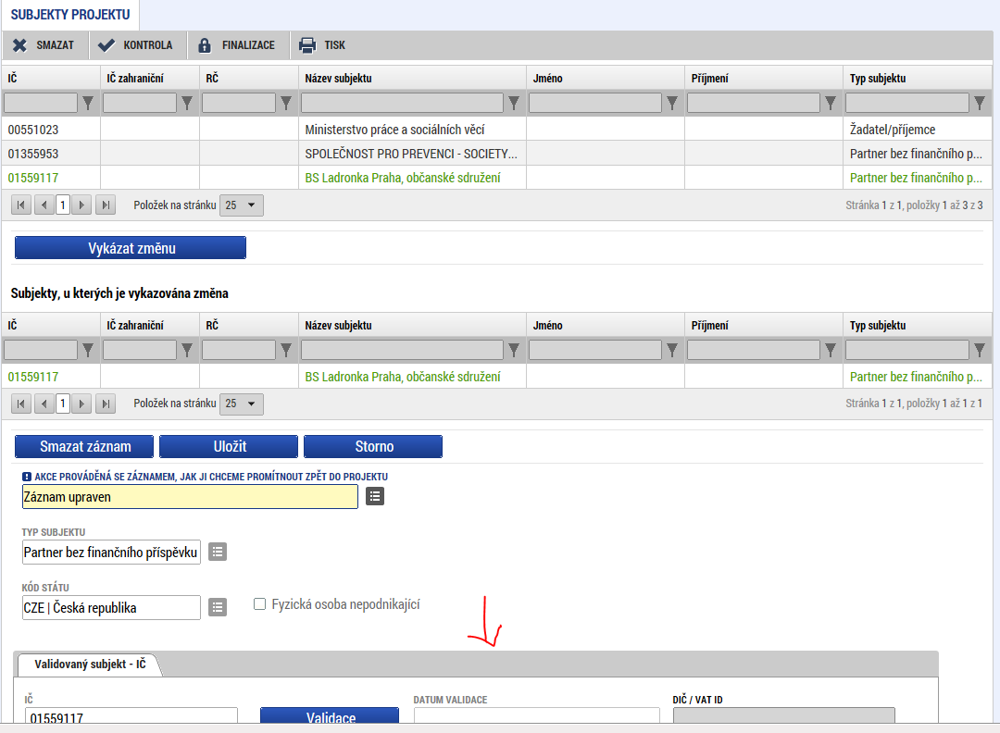 SUBJEKTY PROJEKTU
SMAZAT KONTROLA FINALIZACE TISK
IČ IČ zahraniční RČ Název subjektu Jméno Příjmení Typ subjektu
00551023 Ministerstvo práce a sociálních věcí Žadatel/příjemce
01355953 SPOLEČNOST PRO PREVENCI - SOCIETY... Partner bez finančního p...
01559117 BS Ladronka Praha, občanské sdružení Partner bez finančního p...
1 Položek na stránku 25 Stránka 1 z 1, položky 1 až 3 z 3
Vykázat změnu
Subjekty, u kterých je vykazována změna
IČ IČ zahraniční RČ Název subjektu Jméno Příjmení Typ subjektu
01559117 BS Ladronka Praha, občanské sdružení Partner bez finančního p...
1 Položek na stránku 25 Stránka 1 z 1, položky 1 až 1 z 1
Smazat záznam Uložit Storno
AKCE PROVÁDĚNÁ SE ZÁZNAMEM, JAK JI CHCEME PROMÍTNOUT ZPĚT DO PROJEKTU
Záznam upraven
TYP SUBJEKTU
Partner bez finančního příspěvku
KÓD STÁTU
CZE | Česká republika Fyzická osoba nepodnikající
Validovaný subjekt - IČ
IČ DATUM VALIDACE DIČ / VAT ID
01559117 Validace